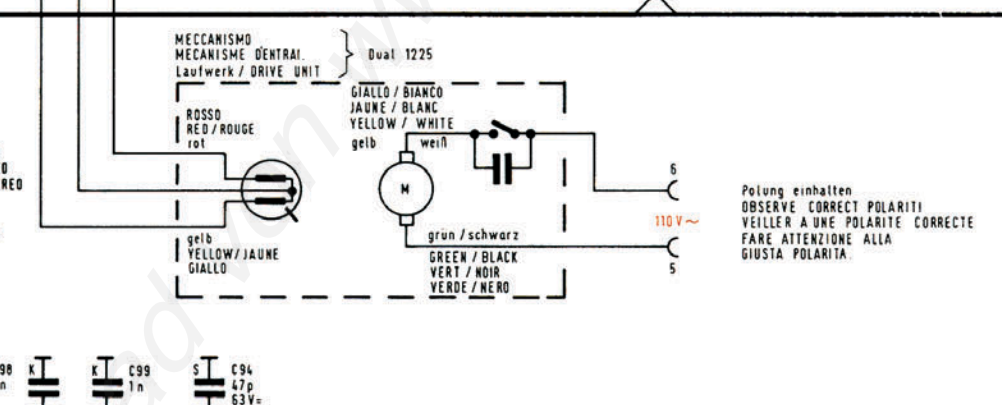 MECCANISMO
MECANISME D'ENTRAI.
Laufwerk / DRIVE UNIT
Dual 1225
GIALLO / BIANCO
JAUNE / BLANC
YELLOW / WHITE
gelb weiß
ROSSO
RED / ROUGE
rot
M
6
110 V ~
5
Polung einhalten
OBSERVE CORRECT POLARITI
VEILLER A UNE POLARITE CORRECTE
FARE ATTENZIONE ALLA
GIUSTA POLARITA.
gelb
YELLOW / JAUNE
GIALLO
grün / schwarz
GREEN / BLACK
VERT / NOIR
VERDE / NERO
K
K C99
1n
S C94
47p
63V=